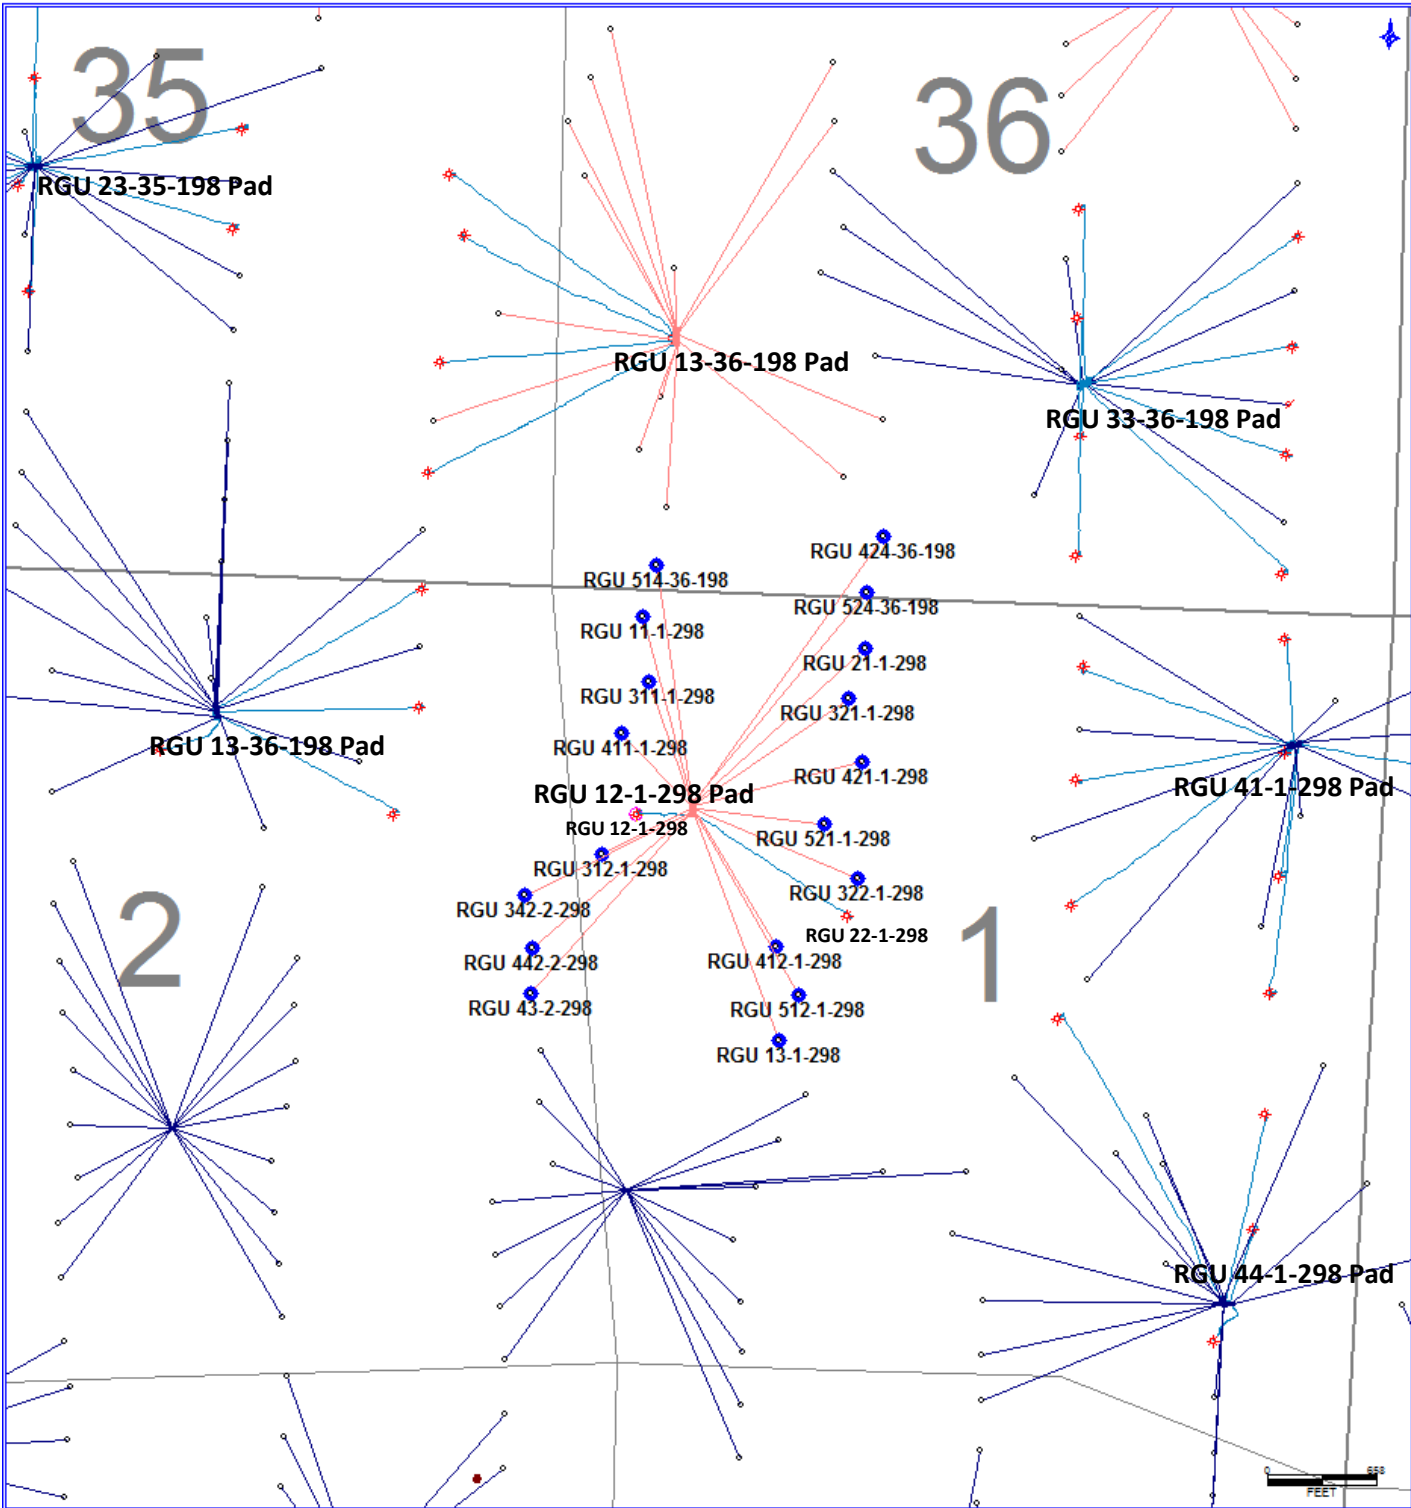 35
36
RGU 23-35-198 Pad
RGU 13-36-198 Pad
RGU 33-36-198 Pad
RGU 424-36-198
RGU 514-36-198
RGU 524-36-198
RGU 11-1-298
RGU 21-1-298
RGU 311-1-298
RGU 321-1-298
RGU 13-36-198 Pad
RGU 411-1-298
RGU 421-1-298
RGU 41-1-298 Pad
RGU 12-1-298 Pad
RGU 12-1-298
RGU 521-1-298
RGU 312-1-298
RGU 322-1-298
RGU 342-2-298
2
RGU 22-1-298
1
RGU 442-2-298
RGU 412-1-298
RGU 43-2-298
RGU 512-1-298
RGU 13-1-298
RGU 44-1-298 Pad
0 658
FEET